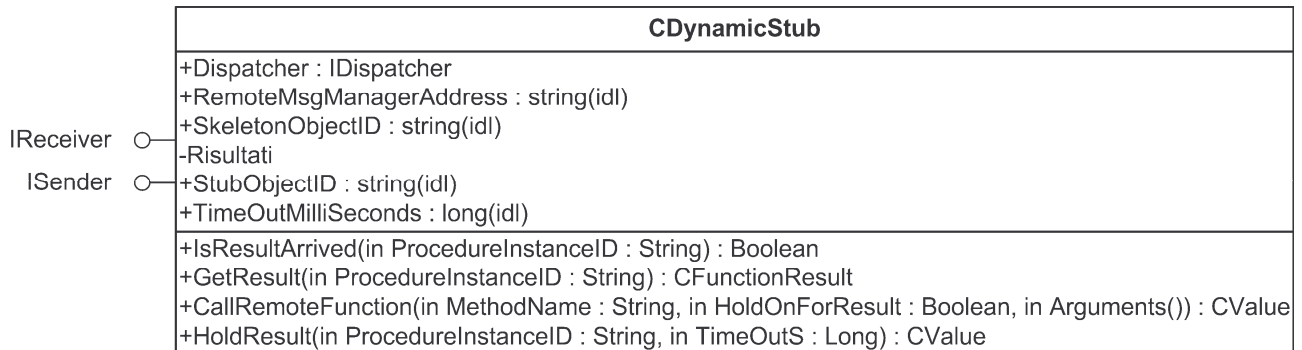 CDynamicStub
+Dispatcher : IDispatcher
+RemoteMsgManagerAddress : string(idl)
+SkeletonObjectID : string(idl)
IReceiver
-Risultati
ISender
+StubObjectID : string(idl)
+TimeOutMilliSeconds : long(idl)
+IsResultArrived(in ProcedureInstanceID : String) : Boolean
+GetResult(in ProcedureInstanceID : String) : CFunctionResult
+CallRemoteFunction(in MethodName : String, in HoldOnForResult : Boolean, in Arguments()) : CValue
+HoldResult(in ProcedureInstanceID : String, in TimeOutS : Long) : CValue